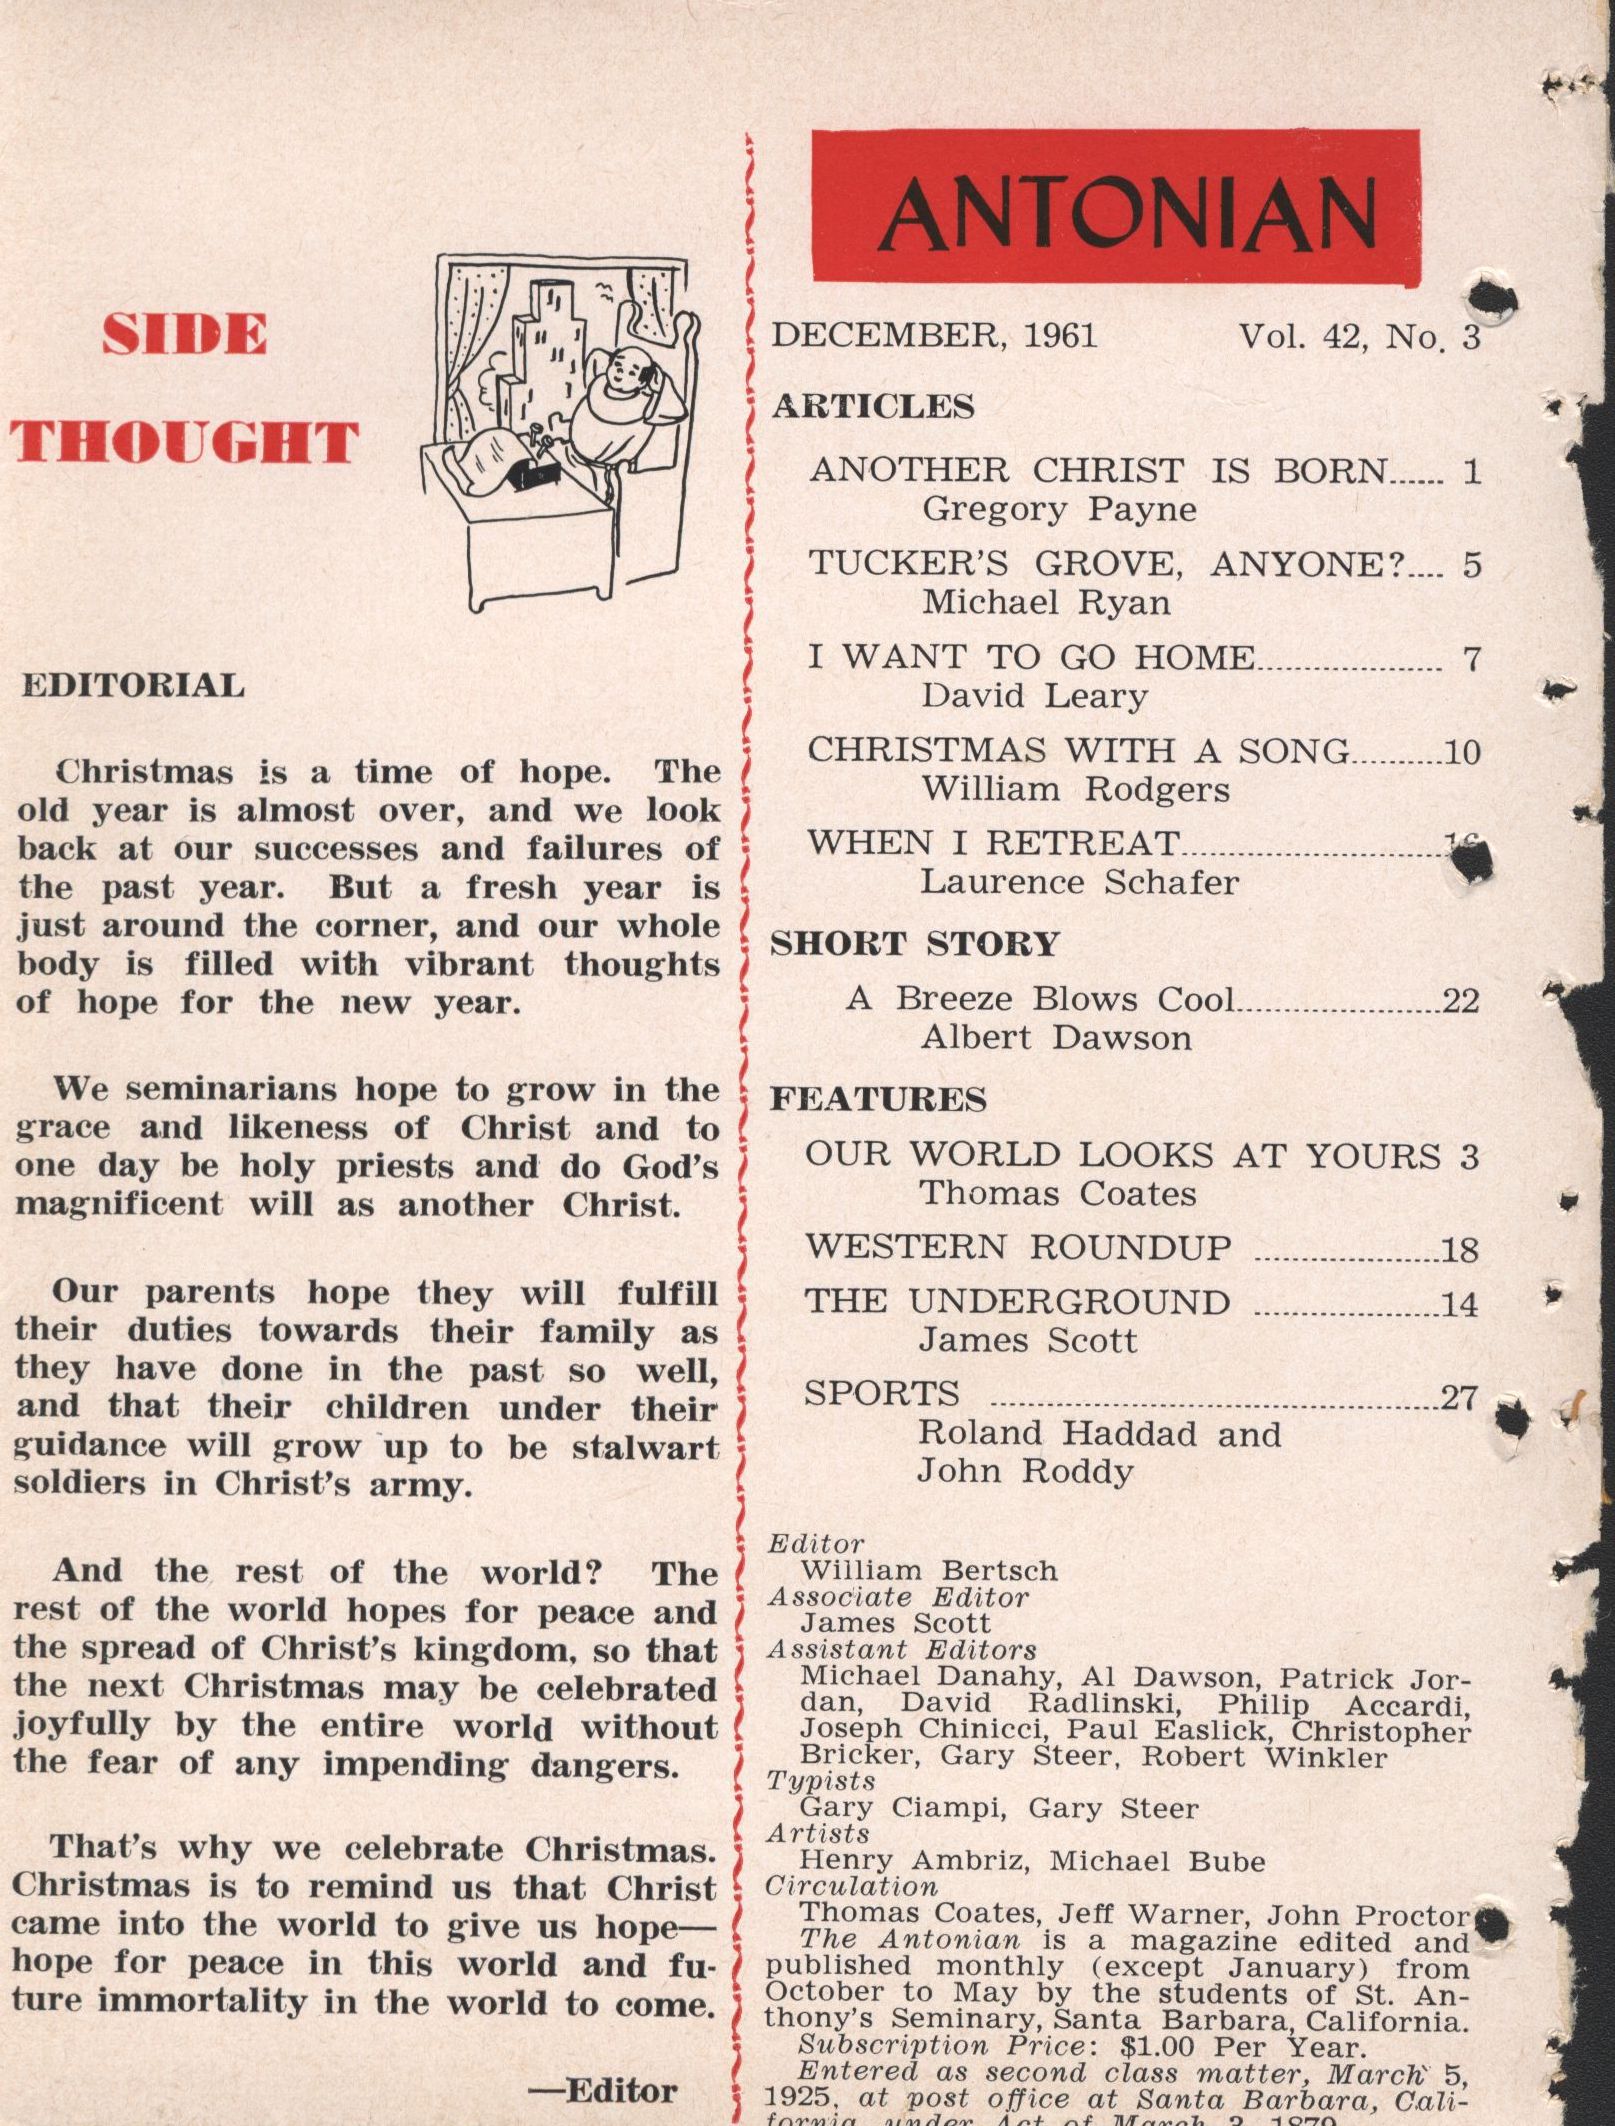 SIDE
THOUGHT
EDITORIAL
Christmas is a time of hope. The
old year is almost over, and we look
back at our successes and failures of
the past year. But a fresh year is
just around the corner, and our whole
body is filled with vibrant thoughts
of hope for the new year.
We seminarians hope to grow in the
grace and likeness of Christ and to
one day be holy priests and do God's
magnificent will as another Christ.
Our parents hope they will fulfill
their duties towards their family as
they have done in the past so well,
and that their children under their
guidance will grow up to be stalwart
soldiers in Christ's army.
And the rest of the world? The
rest of the world hopes for peace and
the spread of Christ's kingdom, so that
the next Christmas may be celebrated
joyfully by the entire world without
the fear of any impending dangers.
That's why we celebrate Christmas.
Christmas is to remind us that Christ
came into the world to give us hope—
hope for peace in this world and fu-
ture immortality in the world to come.
—Editor
ANTONIAN
DECEMBER, 1961 Vol. 42, No. 3
ARTICLES
ANOTHER CHRIST IS BORN...... 1
Gregory Payne
TUCKER'S GROVE, ANYONE?.... 5
Michael Ryan
I WANT TO GO HOME.................... 7
David Leary
CHRISTMAS WITH A SONG..........10
William Rodgers
WHEN I RETREAT............................
Laurence Schafer
SHORT STORY
A Breeze Blows Cool......................22
Albert Dawson
FEATURES
OUR WORLD LOOKS AT YOURS 3
Thomas Coates
WESTERN ROUNDUP ....................18
THE UNDERGROUND ....................14
James Scott
SPORTS ................................................27
Roland Haddad and
John Roddy
Editor
William Bertsch
Associate Editor
James Scott
Assistant Editors
Michael Danahy, Al Dawson, Patrick Jor-
dan, David Radlinski, Philip Accardi,
Joseph Chinicci, Paul Easlick, Christopher
Bricker, Gary Steer, Robert Winkler
Typists
Gary Ciampi, Gary Steer
Artists
Henry Ambriz, Michael Bube
Circulation
Thomas Coates, Jeff Warner, John Proctor
The Antonian is a magazine edited and
published monthly (except January) from
October to May by the students of St. An-
thony's Seminary, Santa Barbara, California.
Subscription Price: $1.00 Per Year.
Entered as second class matter, March 5,
1925, at post office at Santa Barbara, Cali-
fornia, under Act of March 3, 1879